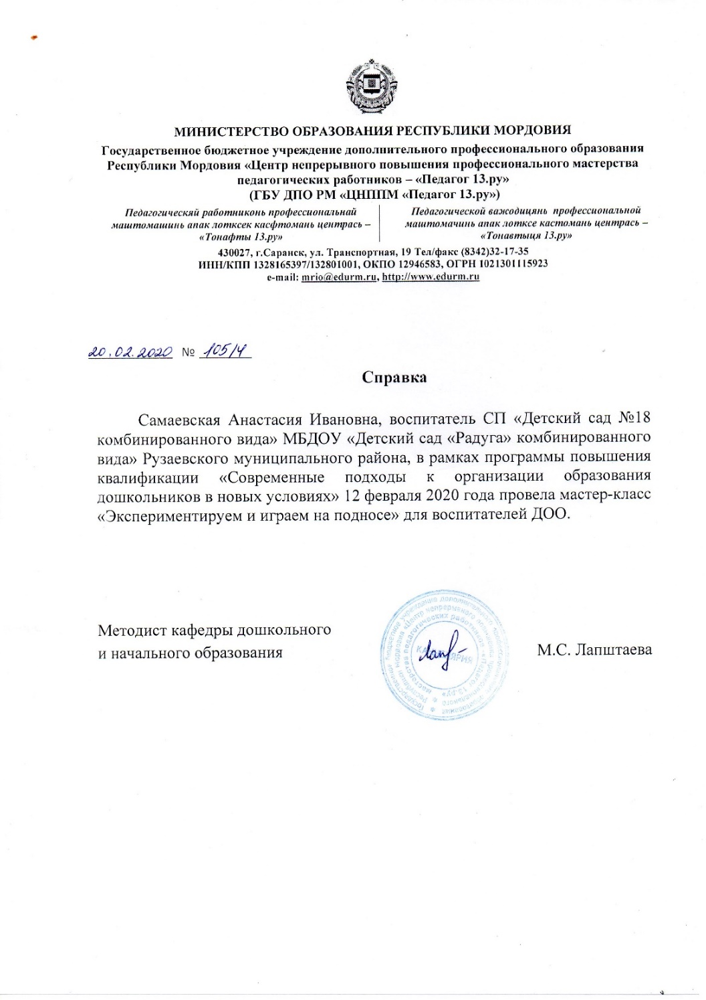 МИНИСТЕРСТВО ОБРАЗОВАНИЯ РЕСПУБЛИКИ МОРДОВИЯ
Государственное бюджетное учреждение дополнительного профессионального образования
Республики Мордовия «Центр непрерывного повышения профессионального мастерства
педагогических работников – «Педагог 13.ру»
(ГБУ ДПО РМ «ЦНППМ «Педагог 13.ру»)
Педагогическяй работниконь профессиональнай
маштомашинь апак лотксек касфтомань центрась –
«Тонафты 13.ру»
Педагогической важодицянь профессиональной
маштомачинь апак лотксе кастомань центрась –
«Тонавтыця 13.ру»
430027, г.Саранск, ул. Транспортная, 19 Тел/факс (8342)32-17-35
ИНН/КПП 1328165397/132801001, ОКПО 12946583, ОГРН 1021301115923
e-mail: mrio@edurm.ru, http://www.edurm.ru
20.02.2020 № 105/4
Справка
Самаевская Анастасия Ивановна, воспитатель СП «Детский сад №18
комбинированного вида» МБДОУ «Детский сад «Радуга» комбинированного
вида» Рузаевского муниципального района, в рамках программы повышения
квалификации «Современные подходы к организации образования
дошкольников в новых условиях» 12 февраля 2020 года провела мастер-класс
«Экспериментируем и играем на подносе» для воспитателей ДОО.
Методист кафедры дошкольного
и начального образования
М.С. Лапштаева